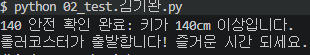 $ python 02_test.김기완.py
140 안전 확인 완료: 키가 140cm 이상입니다.
롤러코스터가 출발합니다! 즐거운 시간 되세요.